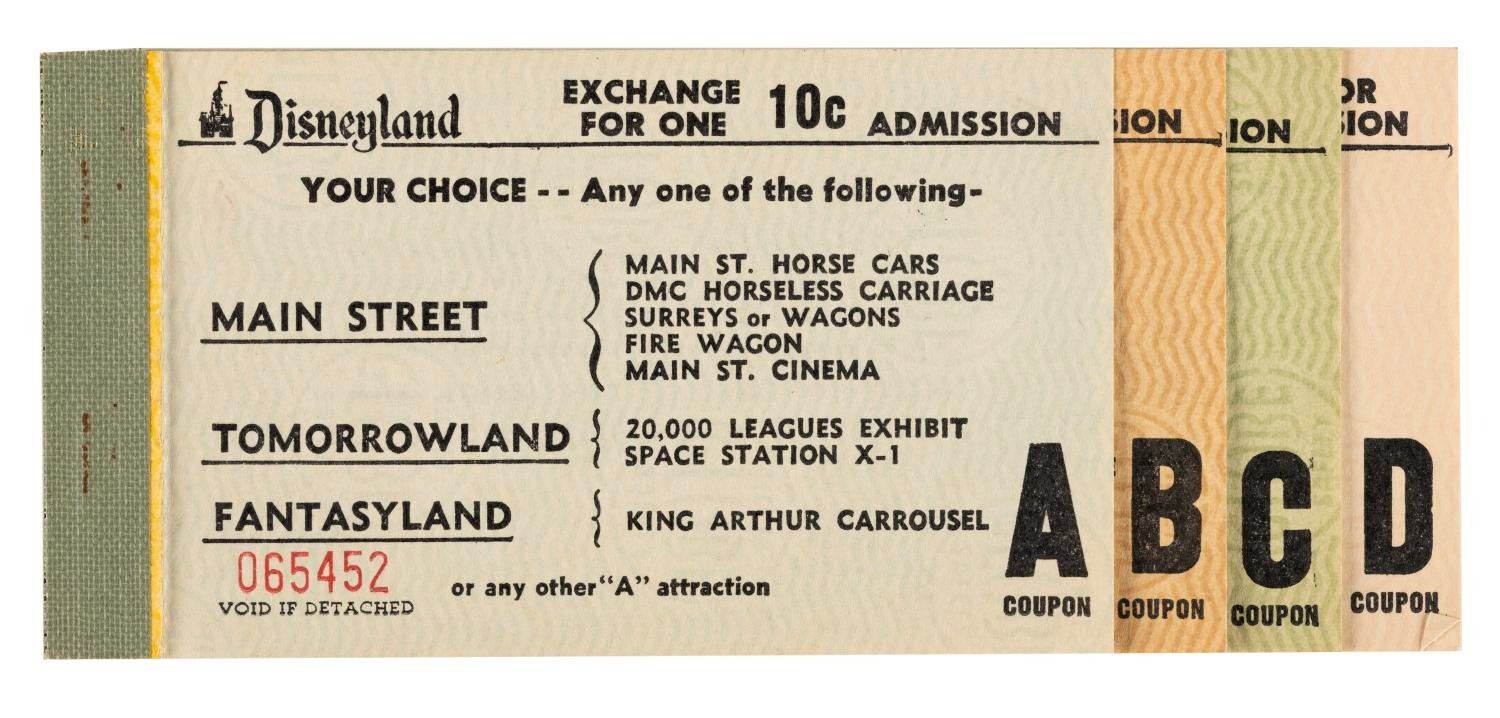 Disneyland EXCHANGE FOR ONE 10c ADMISSION
YOUR CHOICE -- Any one of the following-
MAIN STREET
MAIN ST. HORSE CARS
DMC HORSELESS CARRIAGE
SURREYS or WAGONS
FIRE WAGON
MAIN ST. CINEMA
TOMORROWLAND
20,000 LEAGUES EXHIBIT
SPACE STATION X-1
FANTASYLAND
KING ARTHUR CARROUSEL
065452
VOID IF DETACHED
or any other "A" attraction
A
COUPON
SION
B
COUPON
ION
C
COUPON
OR
SION
D
COUPON